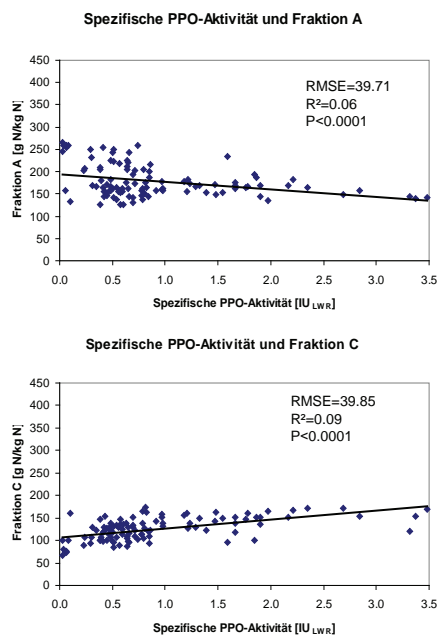 Spezifische PPO-Aktivität und Fraktion A
Fraktion A [g N/kg N]
450
400
350
300
250
200
150
100
50
0
RMSE=39.71
R²=0.06
P<0.0001
0.0 0.5 1.0 1.5 2.0 2.5 3.0 3.5
Spezifische PPO-Aktivität [IU LWR]
Spezifische PPO-Aktivität und Fraktion C
Fraktion C [g N/kg N]
450
400
350
300
250
200
150
100
50
0
RMSE=39.85
R²=0.09
P<0.0001
0.0 0.5 1.0 1.5 2.0 2.5 3.0 3.5
Spezifische PPO-Aktivität [IU LWR]